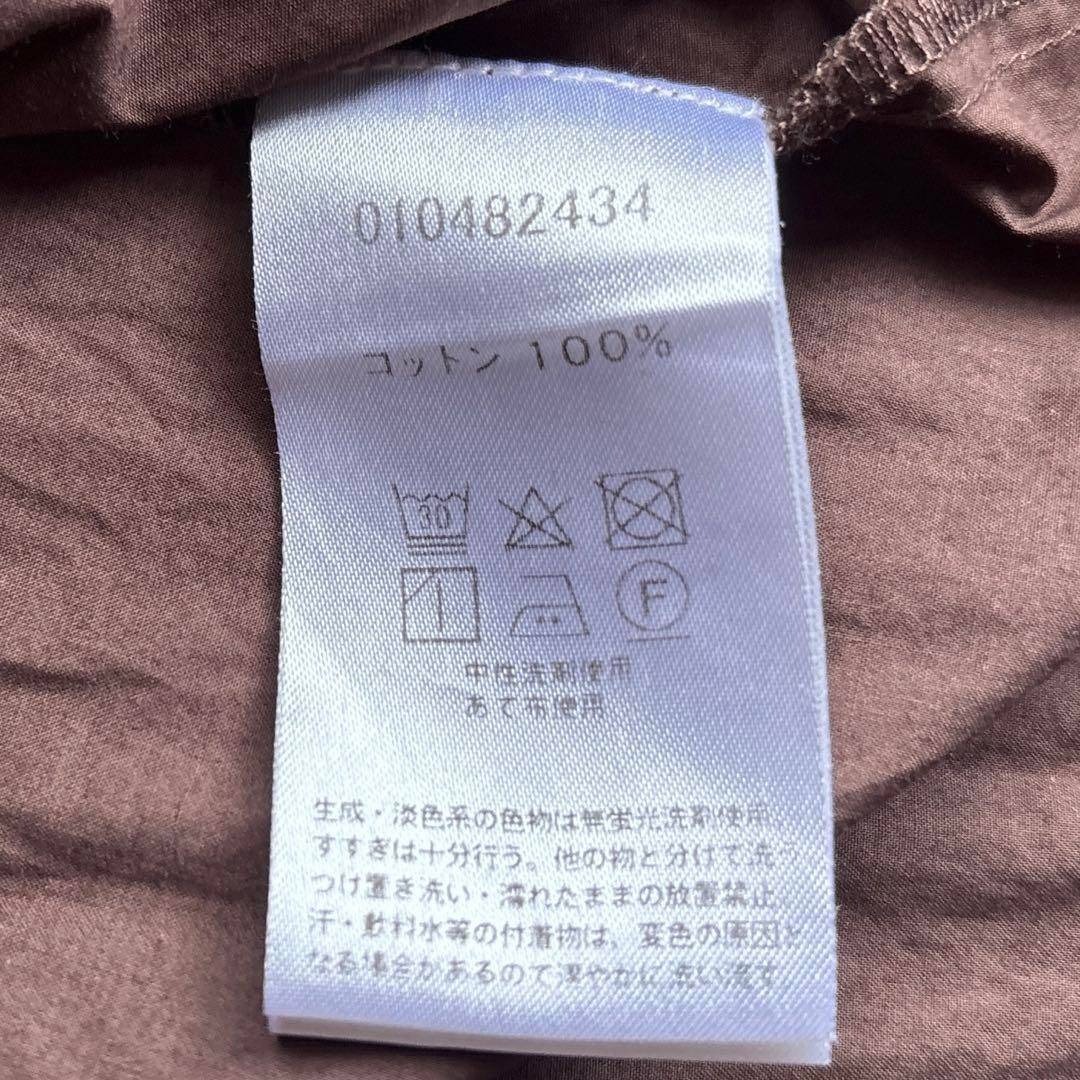 010482434
コットン 100%
30
F
中性洗剤使用
あて布使用
生成・淡色系の色物は無蛍光洗剤使用
すすぎは十分行う。他の物と分けて洗う
つけ置き洗い・濡れたままの放置禁止
汗・飲料水等の付着物は、変色の原因と
なる場合があるので速やかに洗い流す